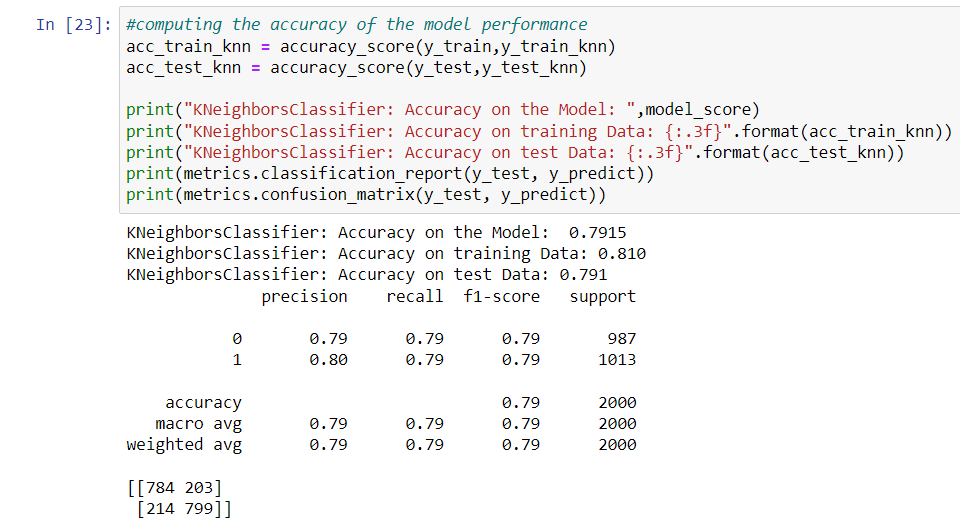 In [23]: #computing the accuracy of the model performance
acc_train_knn = accuracy_score(y_train,y_train_knn)
acc_test_knn = accuracy_score(y_test,y_test_knn)
print("KNeighborsClassifier: Accuracy on the Model: ",model_score)
print("KNeighborsClassifier: Accuracy on training Data: {:.3f}".format(acc_train_knn))
print("KNeighborsClassifier: Accuracy on test Data: {:.3f}".format(acc_test_knn))
print(metrics.classification_report(y_test, y_predict))
print(metrics.confusion_matrix(y_test, y_predict))
KNeighborsClassifier: Accuracy on the Model:  0.7915
KNeighborsClassifier: Accuracy on training Data: 0.810
KNeighborsClassifier: Accuracy on test Data: 0.791
              precision    recall  f1-score   support
           0       0.79      0.79      0.79       987
           1       0.80      0.79      0.79      1013
    accuracy                           0.79      2000
   macro avg       0.79      0.79      0.79      2000
weighted avg       0.79      0.79      0.79      2000
[[784 203]
 [214 799]]